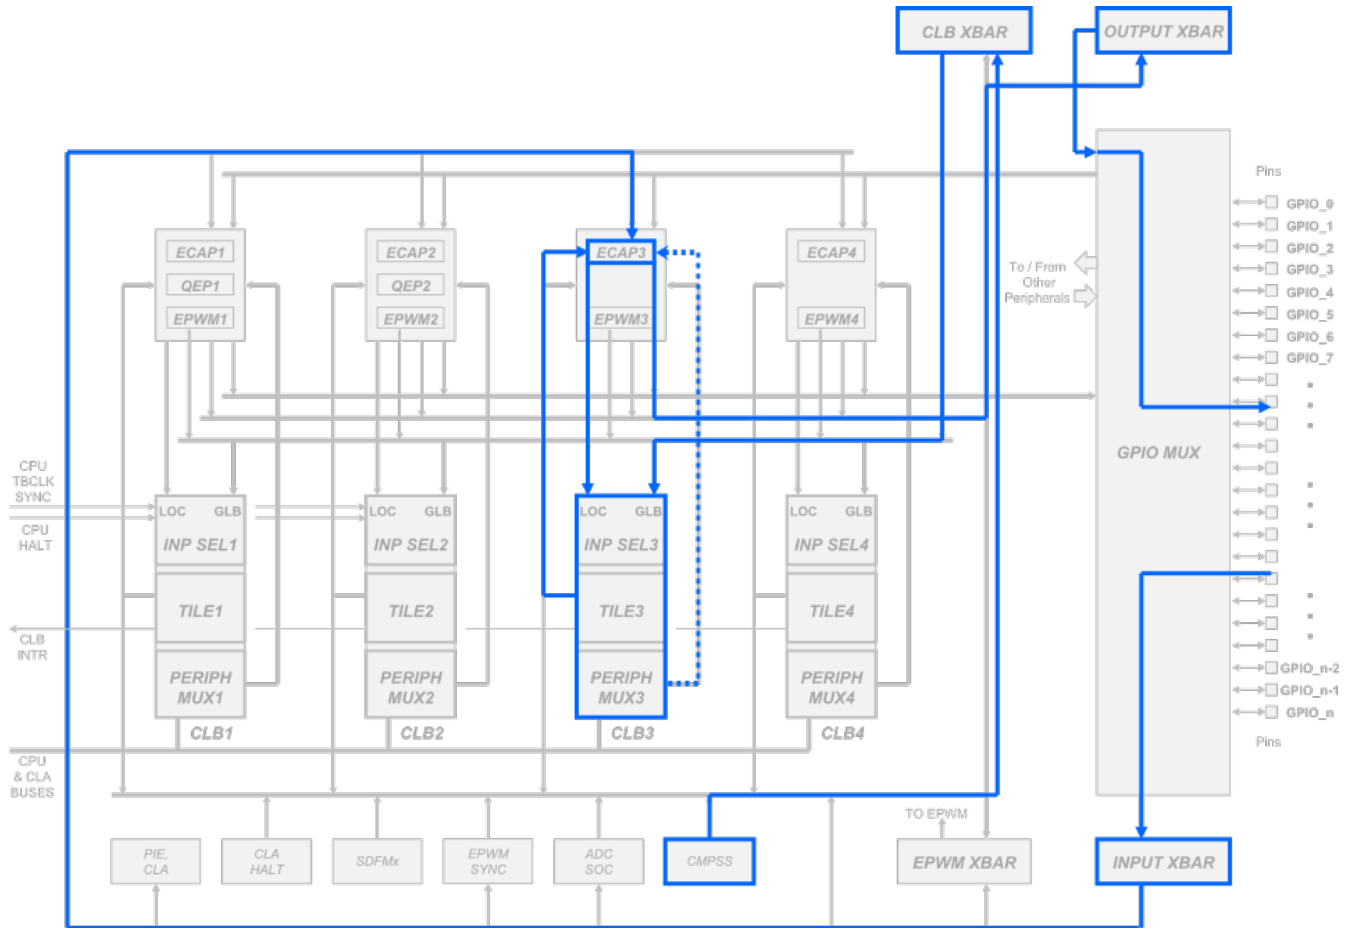 CLB XBAR
OUTPUT XBAR
Pins
GPIO_0
GPIO_1
GPIO_2
GPIO_3
GPIO_4
GPIO_5
GPIO_6
GPIO_7
To / From
Other
Peripherals
ECAP1
QEP1
EPWM1
ECAP2
QEP2
EPWM2
ECAP3
EPWM3
ECAP4
EPWM4
GPIO MUX
CPU
TBCLK
SYNC
CPU
HALT
LOC GLB
INP SEL1
LOC GLB
INP SEL2
LOC GLB
INP SEL3
LOC GLB
INP SEL4
TILE1
TILE2
TILE3
TILE4
CLB
INTR
PERIPH
MUX1
PERIPH
MUX2
PERIPH
MUX3
PERIPH
MUX4
GPIO_n-2
GPIO_n-1
GPIO_n
Pins
CLB1
CLB2
CLB3
CLB4
CPU
& CLA
BUSES
TO EPWM
PIE,
CLA
CLA
HALT
SDFMx
EPWM
SYNC
ADC
SOC
CMPSS
EPWM XBAR
INPUT XBAR